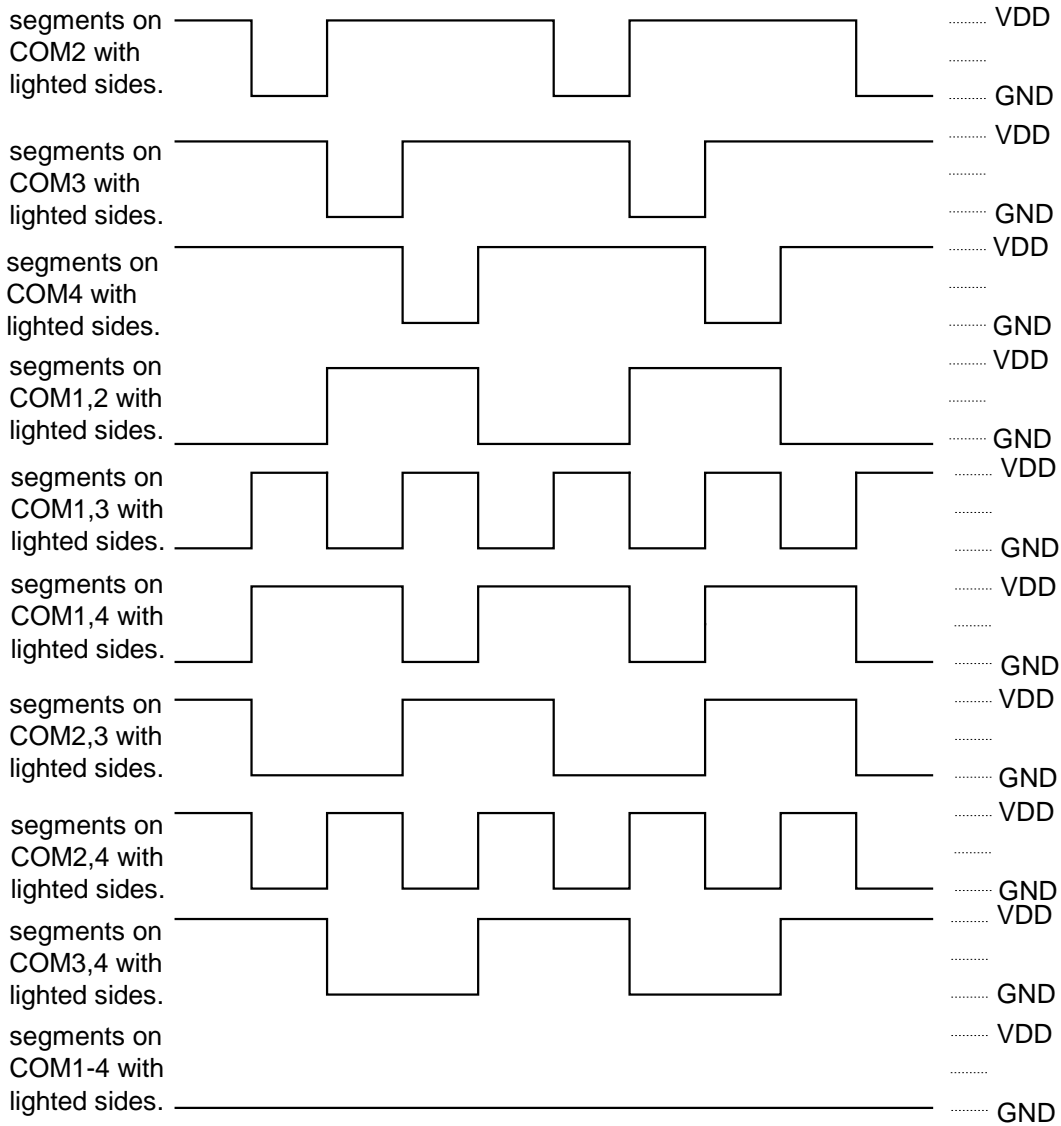 segments on
COM2 with
lighted sides.
VDD
GND
segments on
COM3 with
lighted sides.
VDD
GND
segments on
COM4 with
lighted sides.
VDD
GND
segments on
COM1,2 with
lighted sides.
VDD
GND
segments on
COM1,3 with
lighted sides.
VDD
GND
segments on
COM1,4 with
lighted sides.
VDD
GND
segments on
COM2,3 with
lighted sides.
VDD
GND
segments on
COM2,4 with
lighted sides.
VDD
GND
segments on
COM3,4 with
lighted sides.
VDD
GND
segments on
COM1-4 with
lighted sides.
VDD
GND